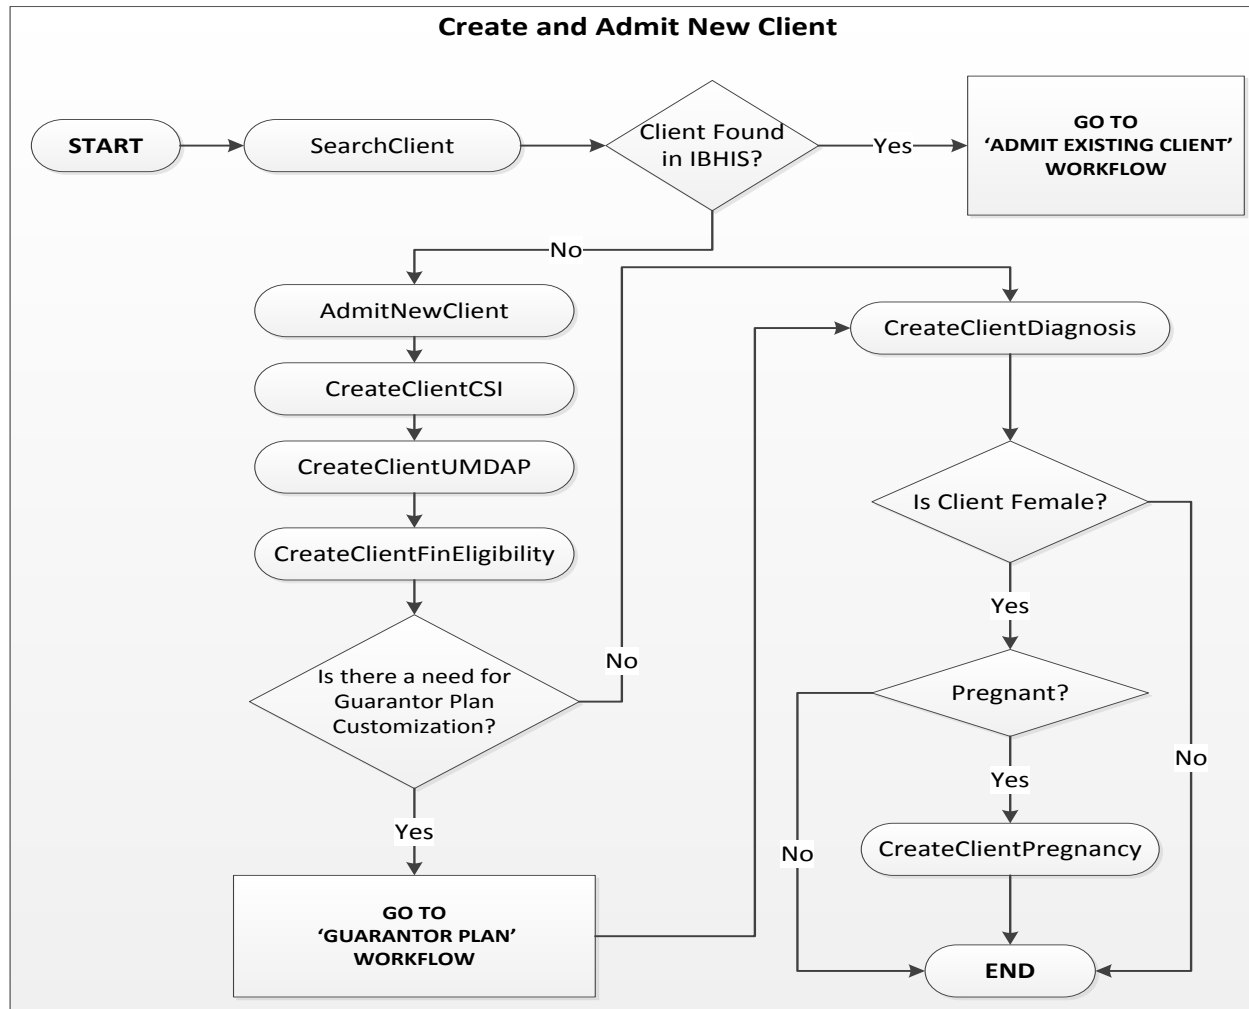 Create and Admit New Client
START
SearchClient
Client Found
in IBHIS?
Yes
GO TO
‘ADMIT EXISTING CLIENT’
WORKFLOW
No
AdmitNewClient
CreateClientCSI
CreateClientUMDAP
CreateClientFinEligibility
Is there a need for
Guarantor Plan
Customization?
No
Yes
GO TO
‘GUARANTOR PLAN’
WORKFLOW
CreateClientDiagnosis
Is Client Female?
Yes
No
Pregnant?
Yes
No
CreateClientPregnancy
END